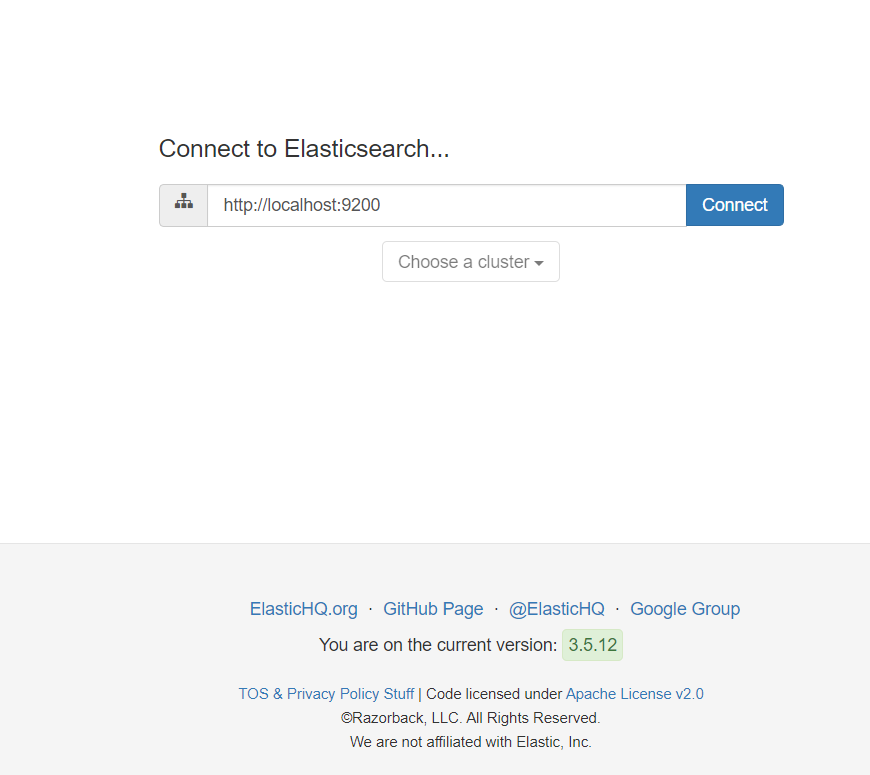 Connect to Elasticsearch...
http://localhost:9200 Connect
Choose a cluster
ElasticHQ.org · GitHub Page · @ElasticHQ · Google Group
You are on the current version: 3.5.12
TOS & Privacy Policy Stuff | Code licensed under Apache License v2.0
©Razorback, LLC. All Rights Reserved.
We are not affiliated with Elastic, Inc.